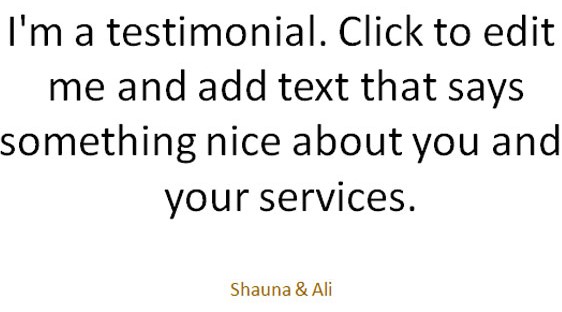 I'm a testimonial. Click to edit
me and add text that says
something nice about you and
your services.
Shauna & Ali